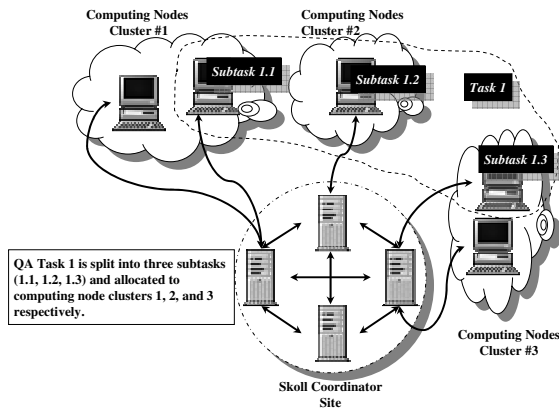 Computing Nodes
Cluster #1
Computing Nodes
Cluster #2
Subtask 1.1
Subtask 1.2
Task 1
Subtask 1.3
QA Task 1 is split into three subtasks
(1.1, 1.2, 1.3) and allocated to
computing node clusters 1, 2, and 3
respectively.
Computing Nodes
Cluster #3
Skoll Coordinator
Site